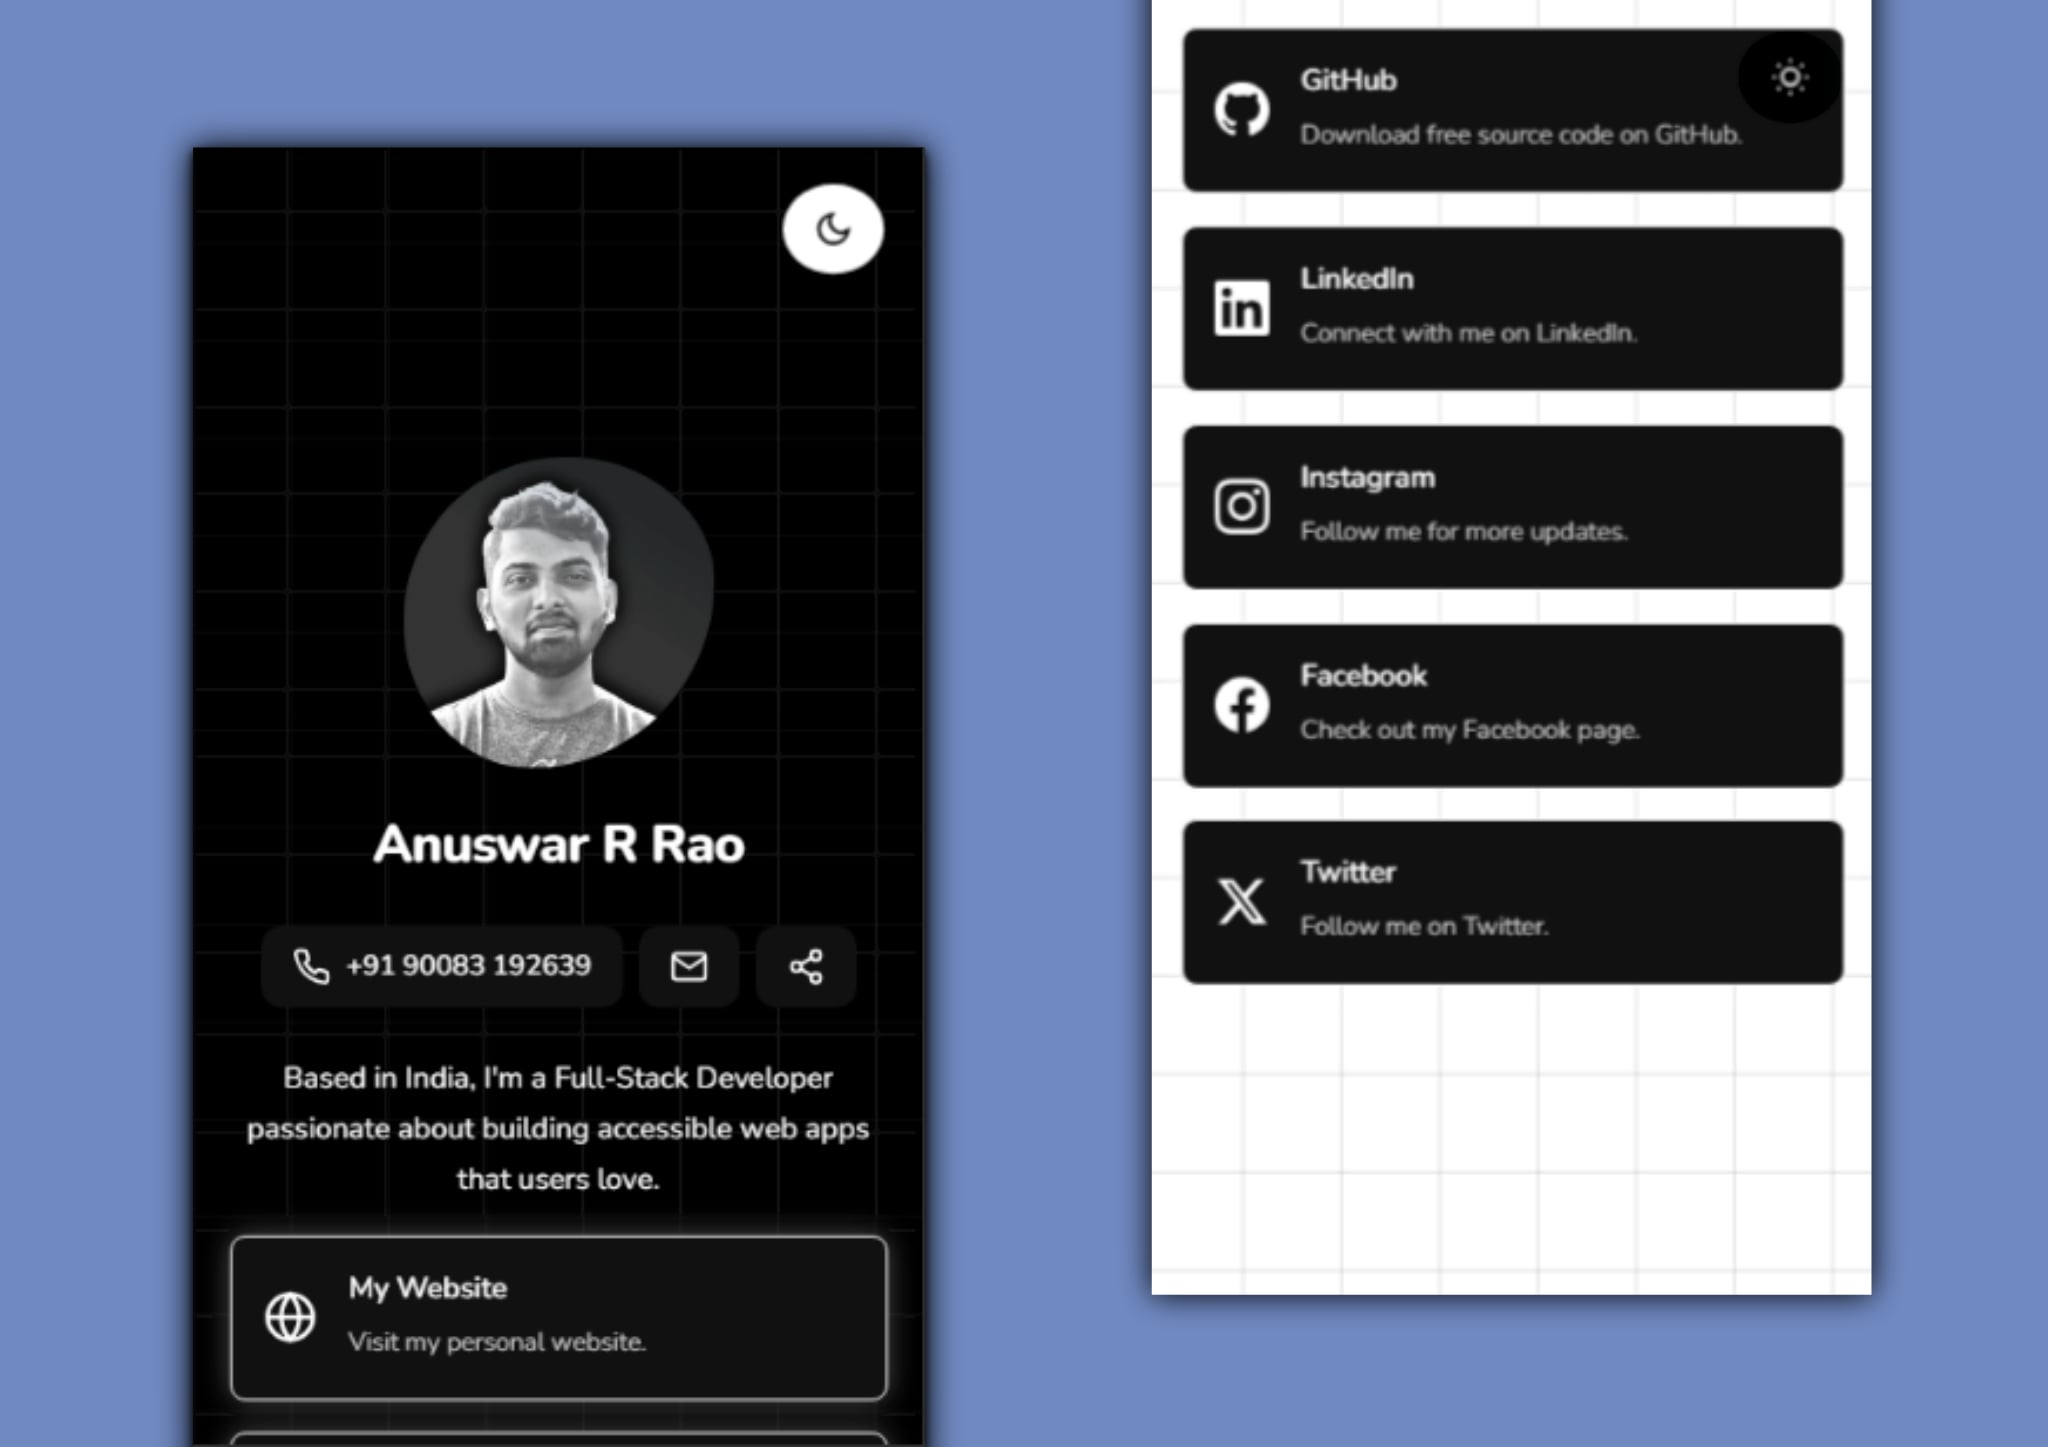 Anuswar R Rao
+91 90083 192639
Based in India, I'm a Full-Stack Developer
passionate about building accessible web apps
that users love.
My Website
Visit my personal website.
GitHub
Download free source code on GitHub.
LinkedIn
Connect with me on LinkedIn.
Instagram
Follow me for more updates.
Facebook
Check out my Facebook page.
Twitter
Follow me on Twitter.